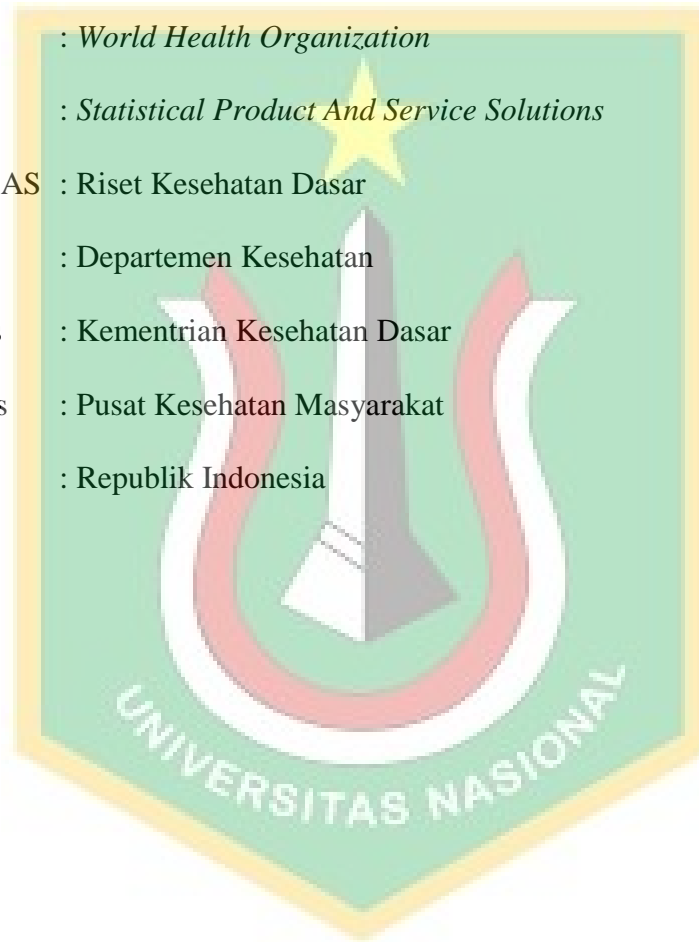 : World Health Organization
: Statistical Product And Service Solutions
AS : Riset Kesehatan Dasar
: Departemen Kesehatan
: Kementrian Kesehatan Dasar
s : Pusat Kesehatan Masyarakat
: Republik Indonesia
UNIVERSITAS NASIONAL